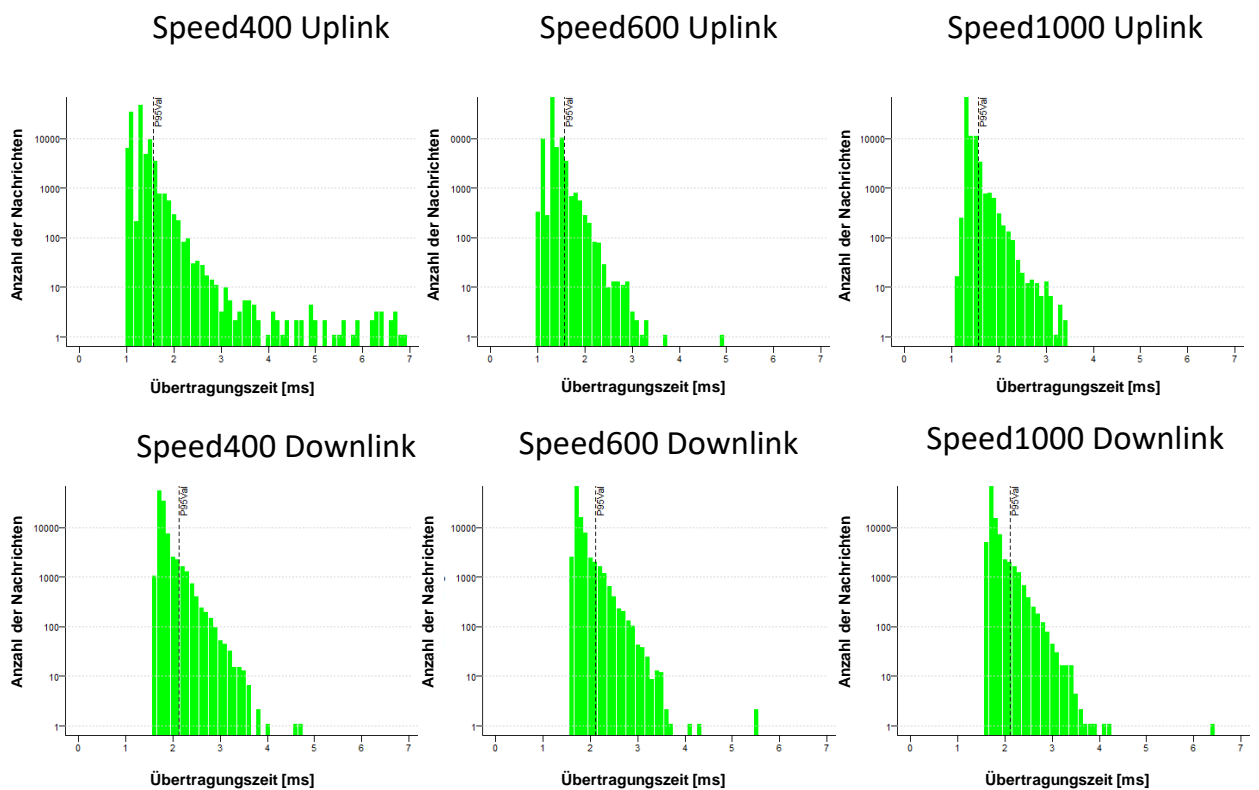 Speed400 Uplink
Speed600 Uplink
Speed1000 Uplink
Anzahl der Nachrichten
10000
1000
100
10
1
P95Val
0 1 2 3 4 5 6 7
Übertragungszeit [ms]
Anzahl der Nachrichten
0000
1000
100
10
1
P95Val
0 1 2 3 4 5 6 7
Übertragungszeit [ms]
Anzahl der Nachrichten
10000
1000
100
10
1
P95Val
0 1 2 3 4 5 6 7
Übertragungszeit [ms]
Speed400 Downlink
Speed600 Downlink
Speed1000 Downlink
Anzahl der Nachrichten
10000
1000
100
10
1
P95Val
0 1 2 3 4 5 6 7
Übertragungszeit [ms]
Anzahl der Nachrichten
10000
1000
100
10
1
P95Val
0 1 2 3 4 5 6 7
Übertragungszeit [ms]
Anzahl der Nachrichten
10000
1000
100
10
1
P95Val
0 1 2 3 4 5 6 7
Übertragungszeit [ms]